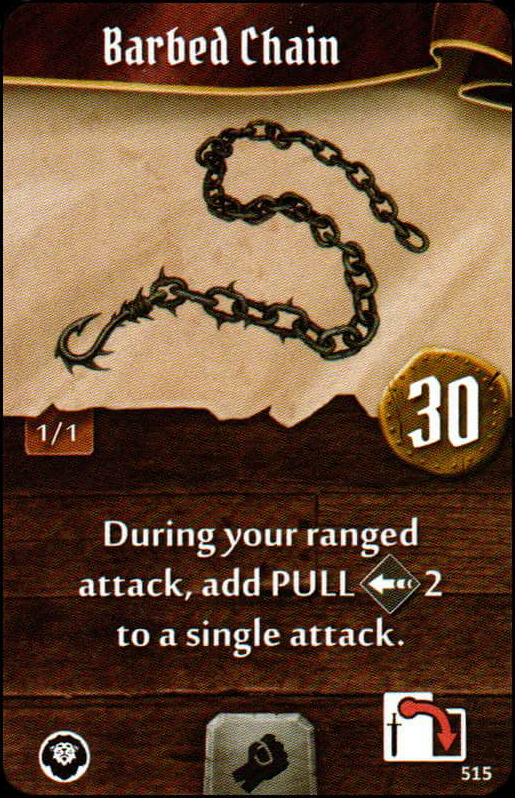 Barbed Chain
30
1/1
During your ranged
attack, add PULL 2
to a single attack.
515